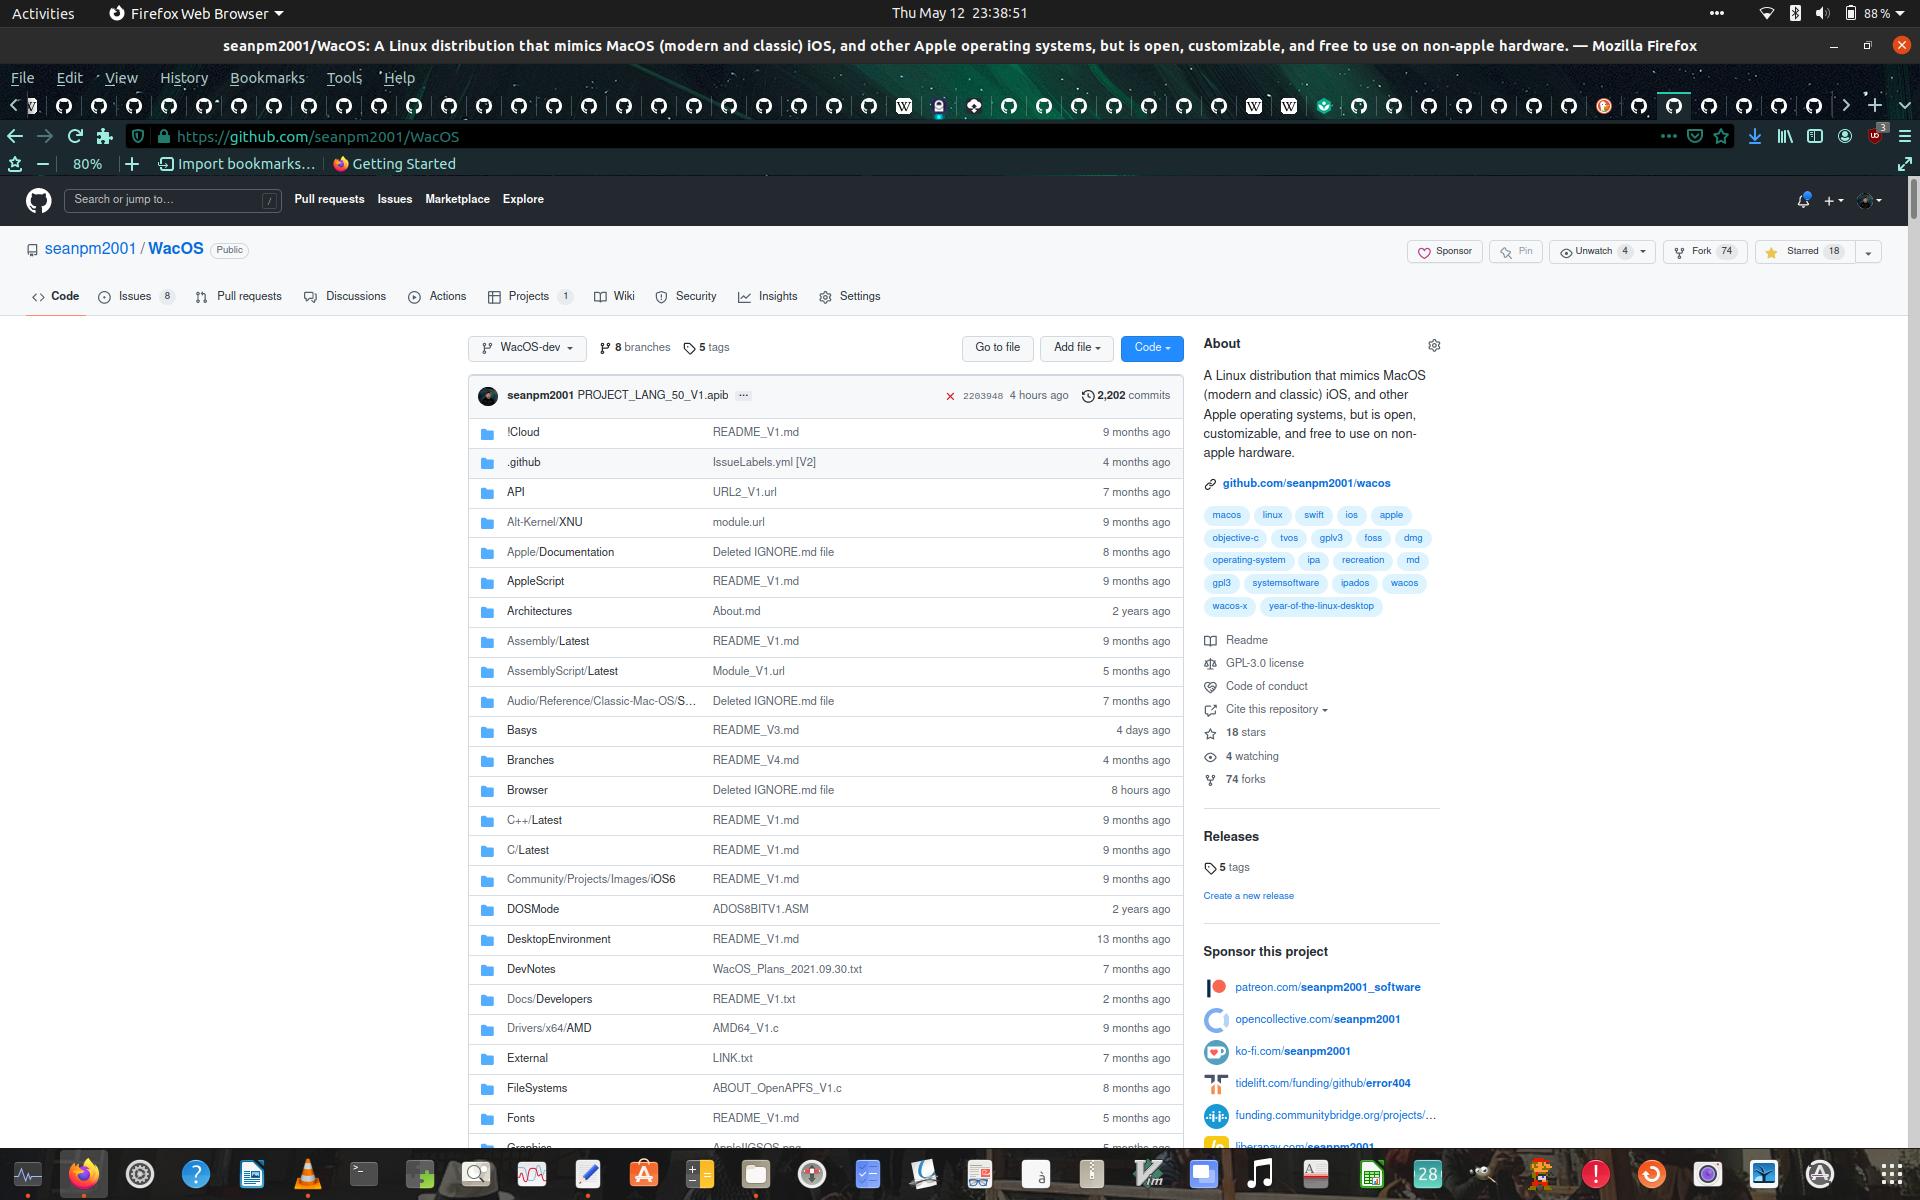 Activities Firefox Web Browser Thu May 12 23:38:51 88 %
seanpm2001/WacOS: A Linux distribution that mimics MacOS (modern and classic) iOS, and other Apple operating systems, but is open, customizable, and free to use on non-apple hardware. — Mozilla Firefox
File Edit View History Bookmarks Tools Help
https://github.com/seanpm2001/WacOS 3
80% Import bookmarks... Getting Started
Search or jump to... / Pull requests Issues Marketplace Explore
seanpm2001 / WacOS Public Sponsor Pin Unwatch 4 Fork 74 Starred 18
Code Issues 8 Pull requests Discussions Actions Projects 1 Wiki Security Insights Settings
WacOS-dev 8 branches 5 tags Go to file Add file Code
seanpm2001 PROJECT_LANG_50_V1.apib ... 2203948 4 hours ago 2,202 commits
!Cloud README_V1.md 9 months ago
.github IssueLabels.yml [V2] 4 months ago
API URL2_V1.url 7 months ago
Alt-Kernel/XNU module.url 9 months ago
Apple/Documentation Deleted IGNORE.md file 8 months ago
AppleScript README_V1.md 9 months ago
Architectures About.md 2 years ago
Assembly/Latest README_V1.md 9 months ago
AssemblyScript/Latest Module_V1.url 5 months ago
Audio/Reference/Classic-Mac-OS/S... Deleted IGNORE.md file 7 months ago
Basys README_V3.md 4 days ago
Branches README_V4.md 4 months ago
Browser Deleted IGNORE.md file 8 hours ago
C++/Latest README_V1.md 9 months ago
C/Latest README_V1.md 9 months ago
Community/Projects/Images/iOS6 README_V1.md 9 months ago
DOSMode ADOS8BITV1.ASM 2 years ago
DesktopEnvironment README_V1.md 13 months ago
DevNotes WacOS_Plans_2021.09.30.txt 7 months ago
Docs/Developers README_V1.txt 2 months ago
Drivers/x64/AMD AMD64_V1.c 9 months ago
External LINK.txt 7 months ago
FileSystems ABOUT_OpenAPFS_V1.c 8 months ago
Fonts README_V1.md 5 months ago
Graphics AppleIIGSOS.png 5 months ago
About
A Linux distribution that mimics MacOS
(modern and classic) iOS, and other
Apple operating systems, but is open,
customizable, and free to use on non-
apple hardware.
github.com/seanpm2001/wacos
macos linux swift ios apple
objective-c tvos gplv3 foss dmg
operating-system ipa recreation md
gpl3 systemsoftware ipados wacos
wacos-x year-of-the-linux-desktop
Readme
GPL-3.0 license
Code of conduct
Cite this repository
18 stars
4 watching
74 forks
Releases
5 tags
Create a new release
Sponsor this project
patreon.com/seanpm2001_software
opencollective.com/seanpm2001
ko-fi.com/seanpm2001
tidelift.com/funding/github/error404
funding.communitybridge.org/projects/...
liberapay.com/seanpm2001
28